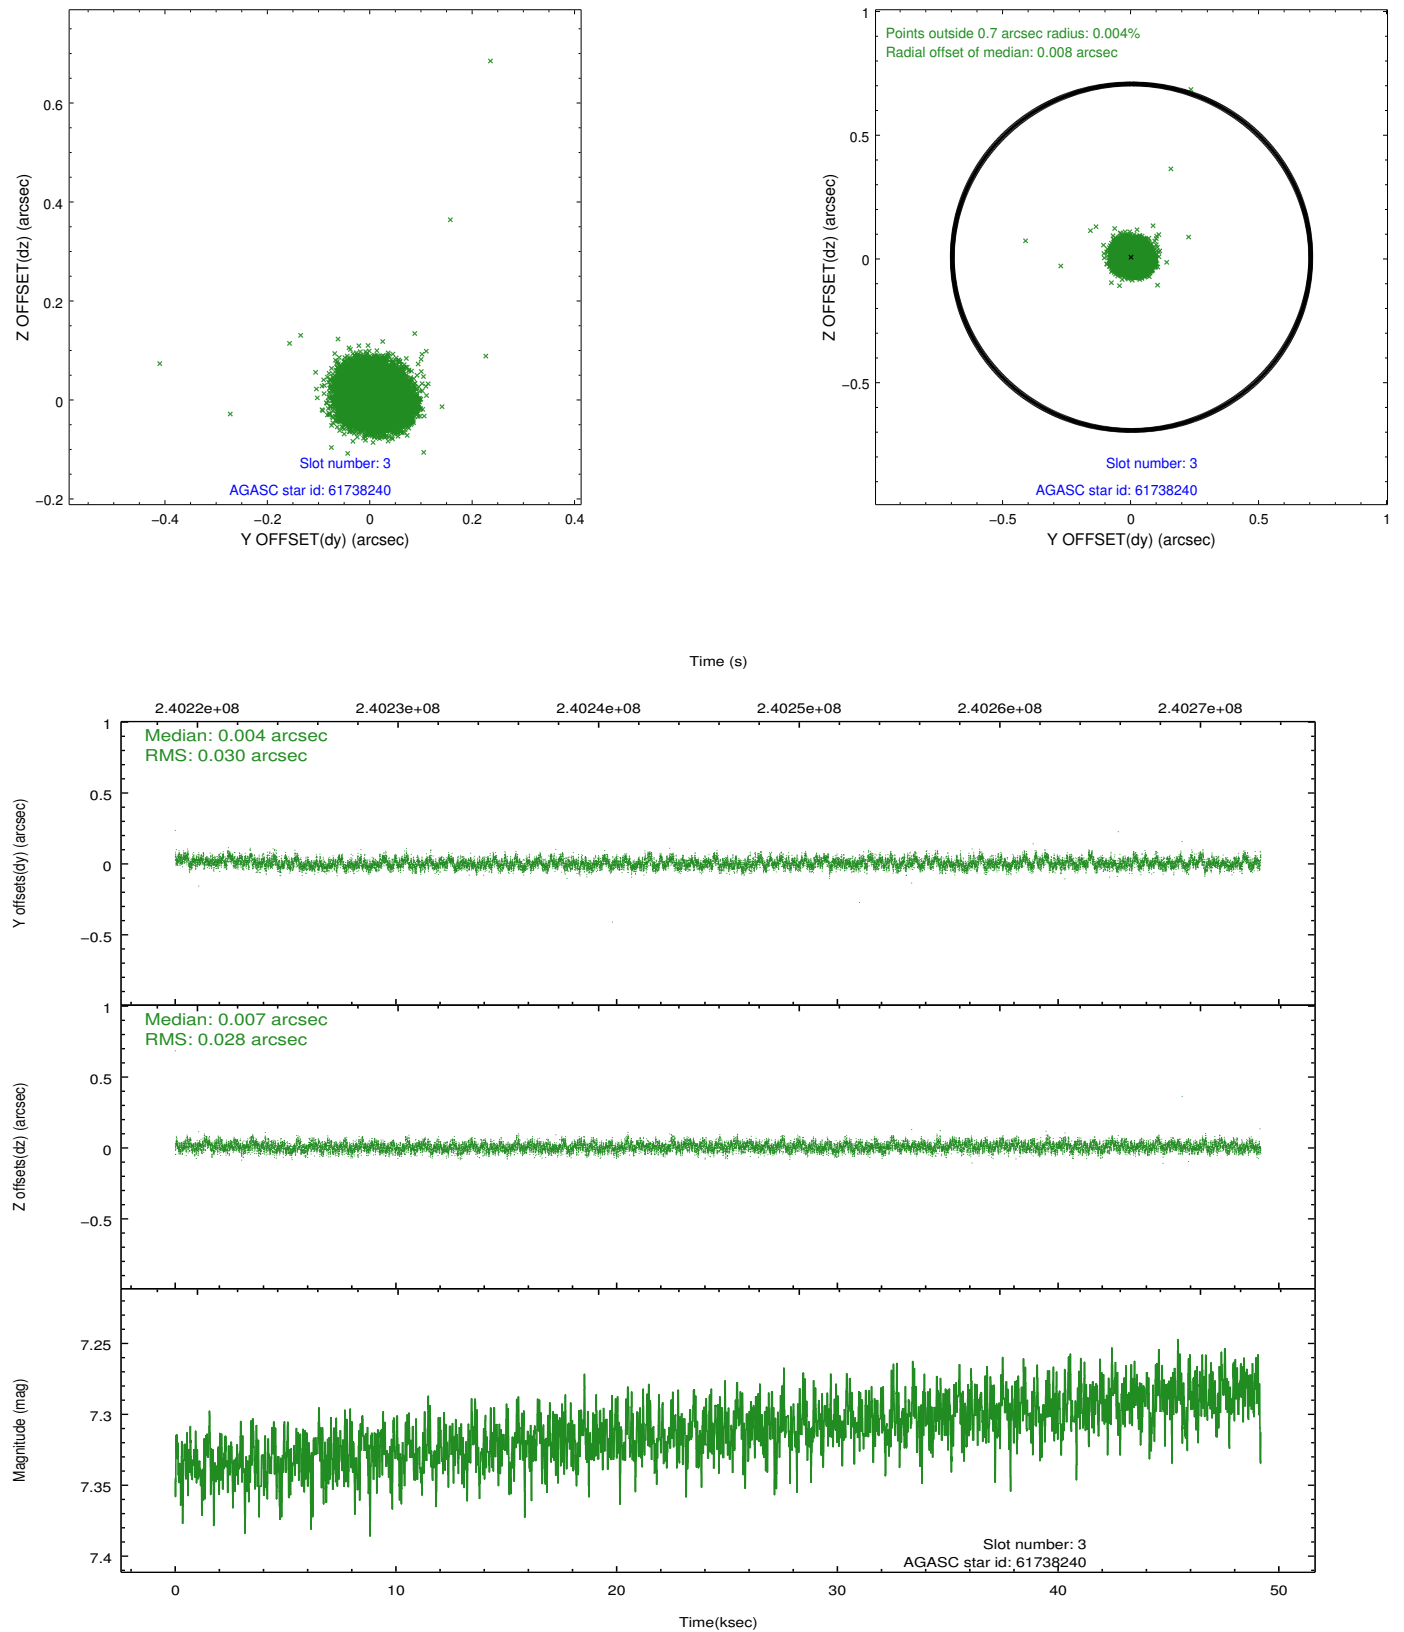 0.6
0.4
0.2
0
−0.2
−0.4
−0.2
0
0.2
0.4
Z OFFSET(dz) (arcsec)
Y OFFSET(dy) (arcsec)
Slot number: 3
AGASC star id: 61738240
Points outside 0.7 arcsec radius: 0.004%
Radial offset of median: 0.008 arcsec
1
0.5
0
−0.5
−0.5
0
0.5
1
Z OFFSET(dz) (arcsec)
Y OFFSET(dy) (arcsec)
Slot number: 3
AGASC star id: 61738240
Time (s)
2.4022e+08 2.4023e+08 2.4024e+08 2.4025e+08 2.4026e+08 2.4027e+08
Median: 0.004 arcsec
RMS: 0.030 arcsec
1
0.5
0
−0.5
Y offsets(dy) (arcsec)
Median: 0.007 arcsec
RMS: 0.028 arcsec
1
0.5
0
−0.5
Z offsets(dz) (arcsec)
7.25
7.3
7.35
7.4
Magnitude (mag)
Slot number: 3
AGASC star id: 61738240
0 10 20 30 40 50
Time(ksec)